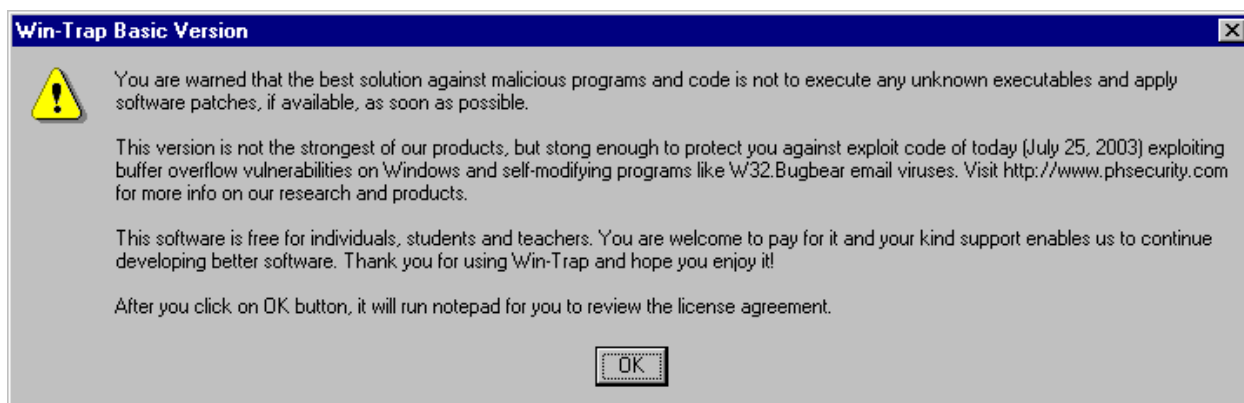 Win-Trap Basic Version
You are warned that the best solution against malicious programs and code is not to execute any unknown executables and apply
software patches, if available, as soon as possible.
This version is not the strongest of our products, but stong enough to protect you against exploit code of today (July 25, 2003) exploiting
buffer overflow vulnerabilities on Windows and self-modifying programs like W32.Bugbear email viruses. Visit http://www.phsecurity.com
for more info on our research and products.
This software is free for individuals, students and teachers. You are welcome to pay for it and your kind support enables us to continue
developing better software. Thank you for using Win-Trap and hope you enjoy it!
After you click on OK button, it will run notepad for you to review the license agreement.
OK